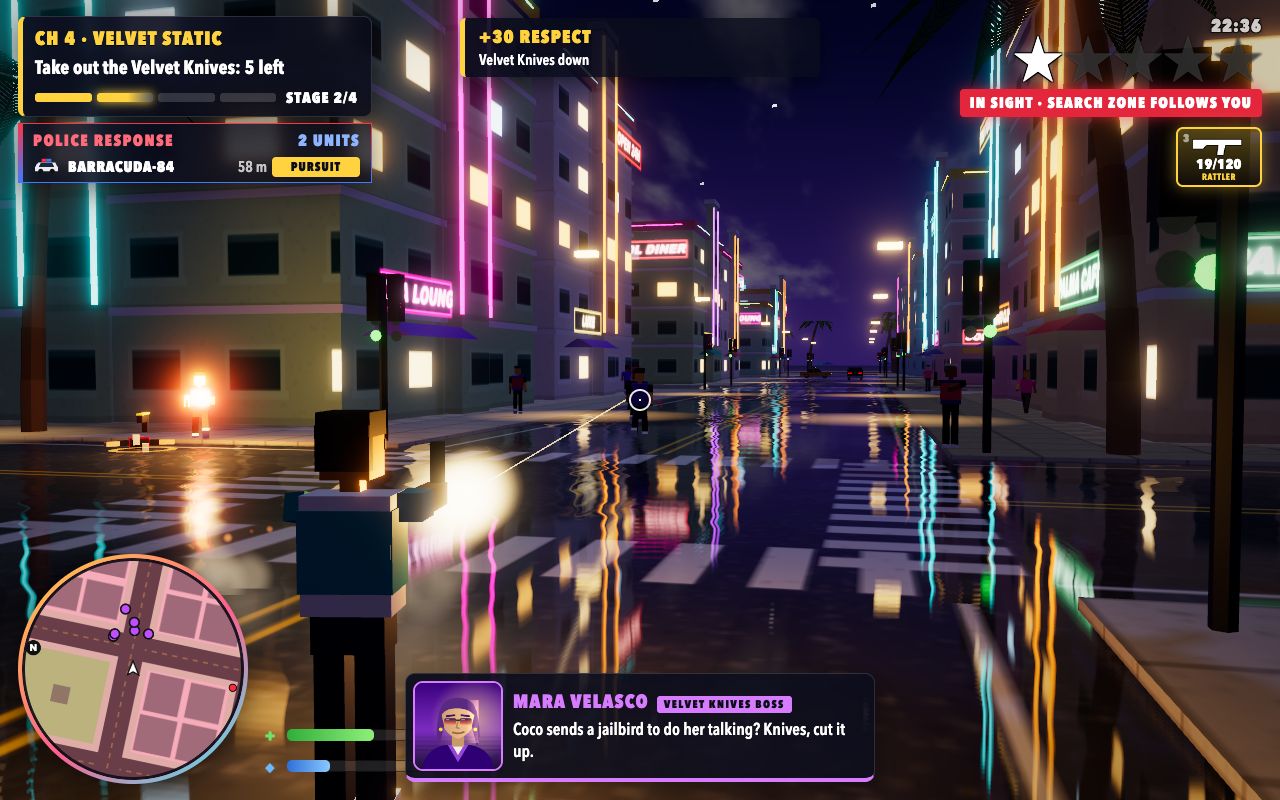 CH 4 · VELVET STATIC
Take out the Velvet Knives: 5 left
STAGE 2/4
POLICE RESPONSE
2 UNITS
BARRACUDA-84
58 m
PURSUIT
+30 RESPECT
Velvet Knives down
22:36
IN SIGHT · SEARCH ZONE FOLLOWS YOU
3
19/120
RATTLER
DINER
LOUNG
N
MARA VELASCO
VELVET KNIVES BOSS
Coco sends a jailbird to do her talking? Knives, cut it
up.